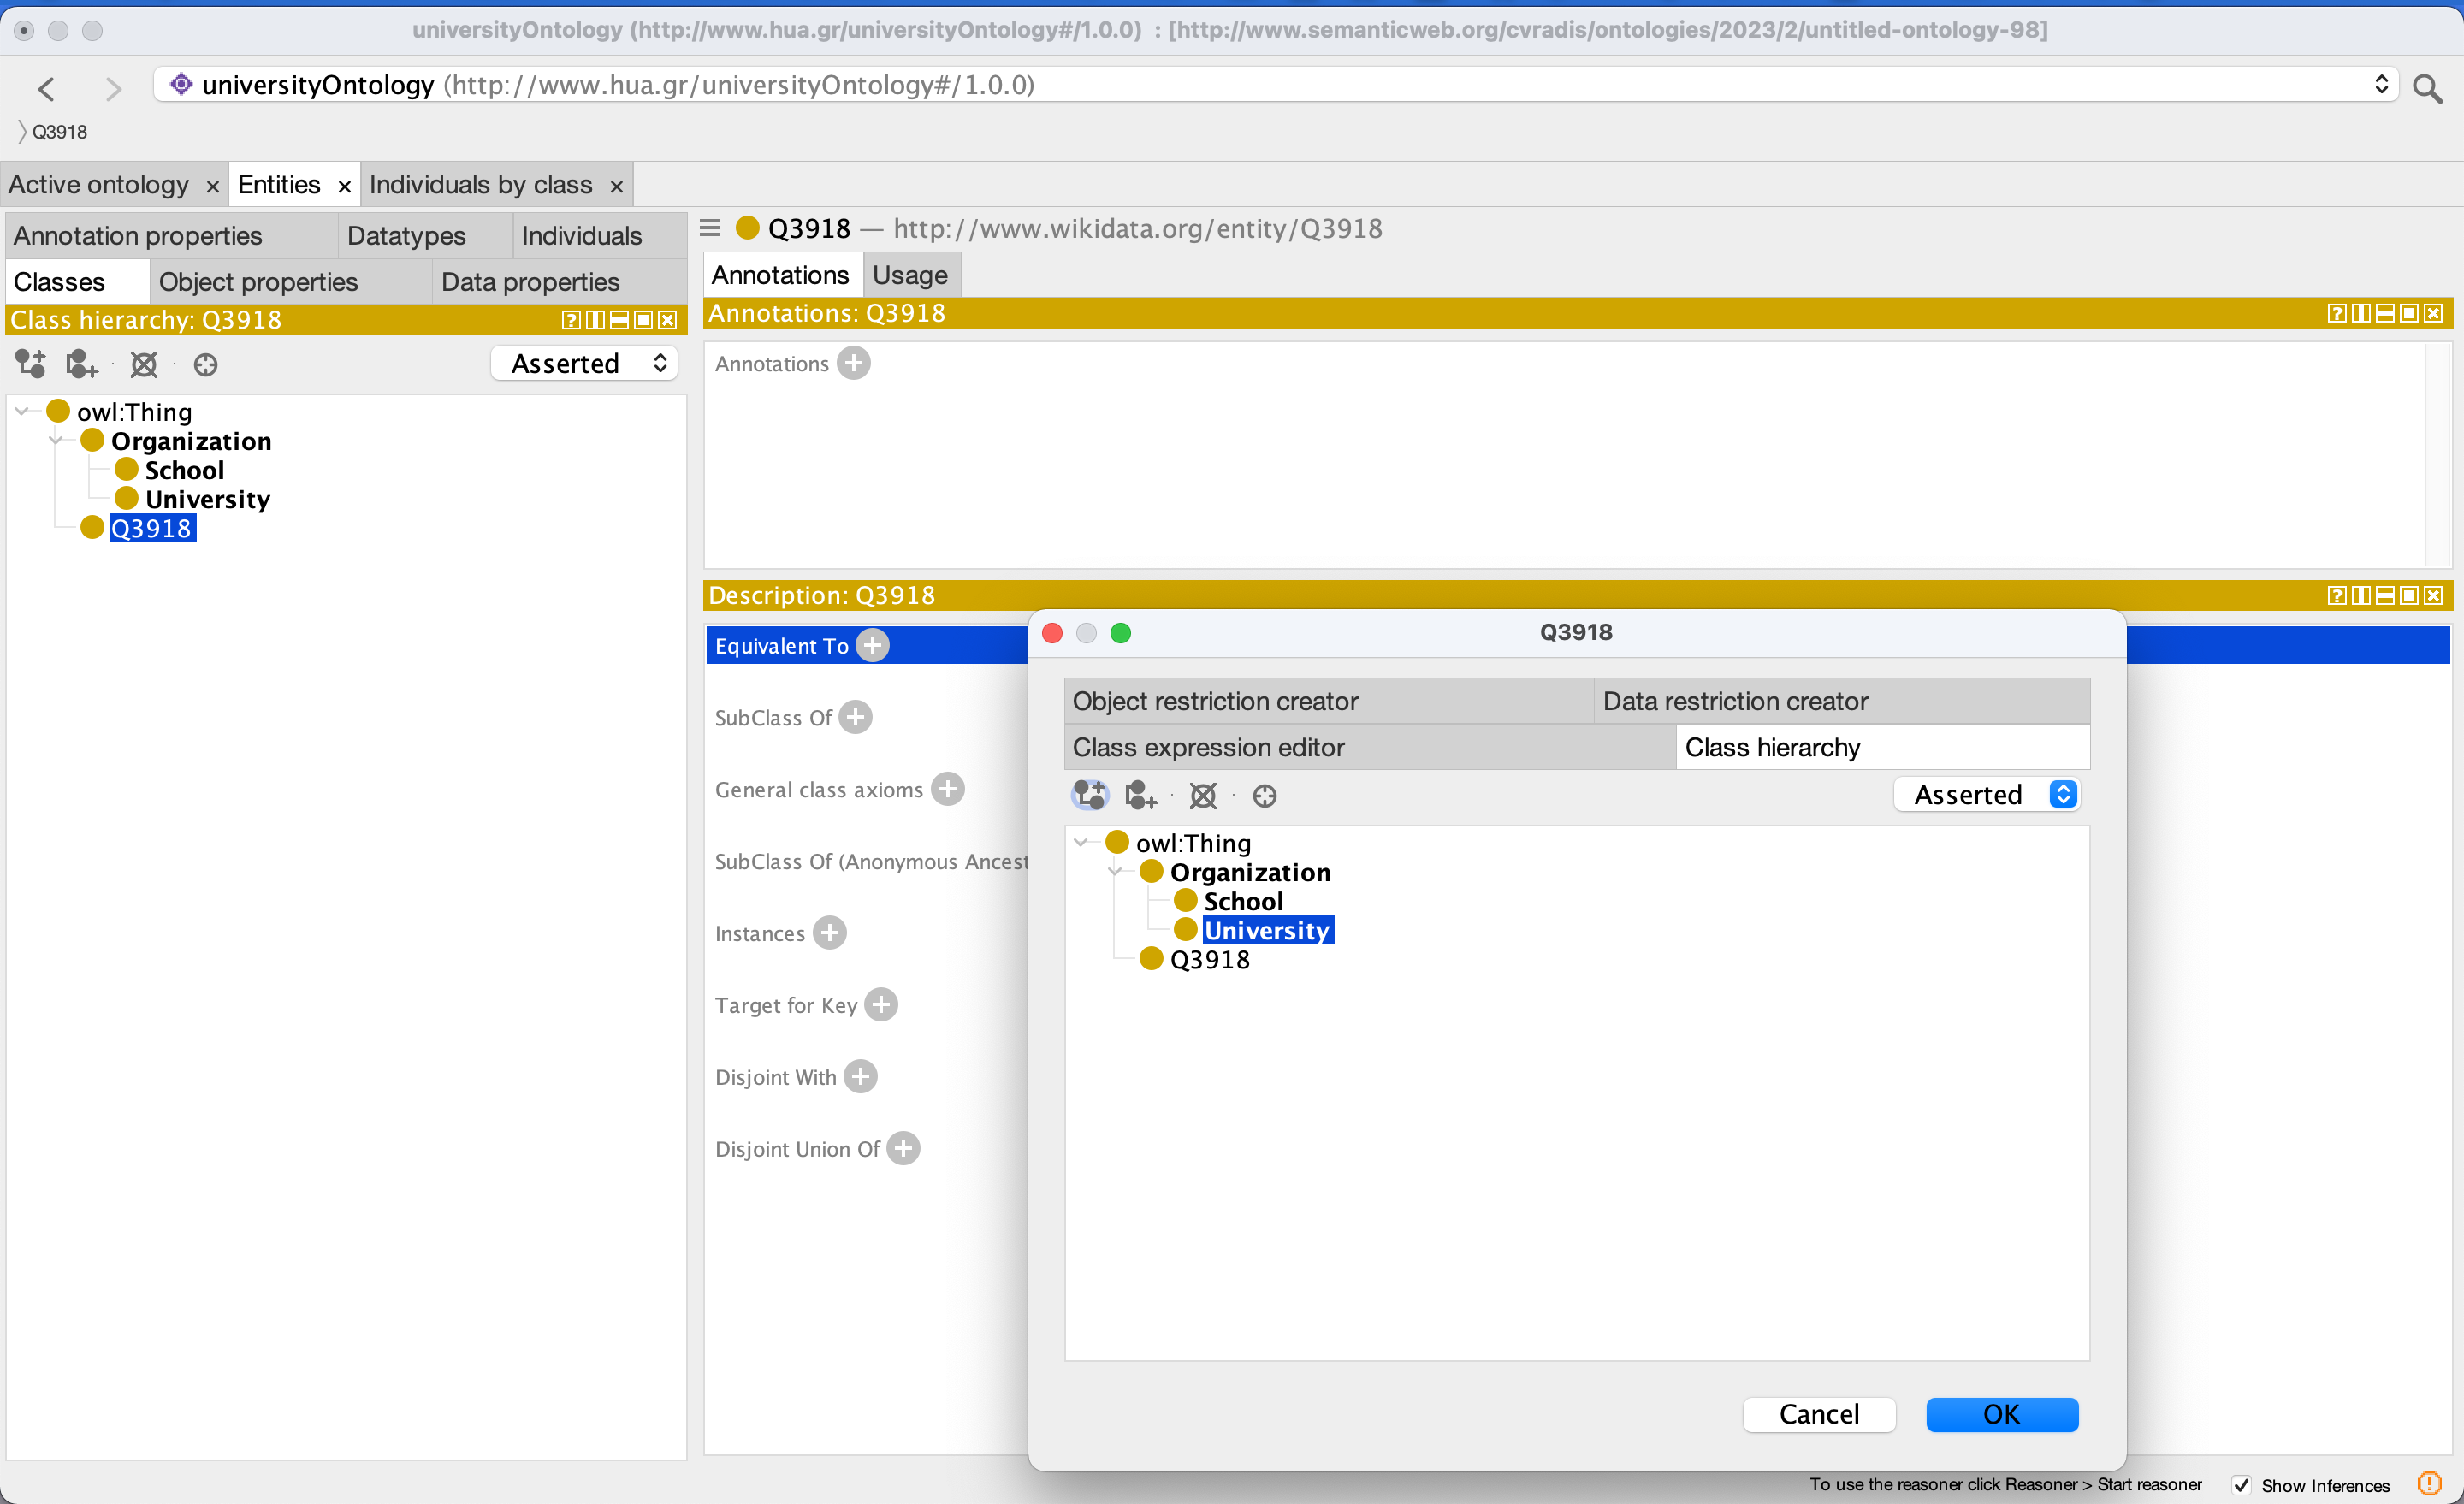 universityOntology (http://www.hua.gr/universityOntology#/1.0.0) : [http://www.semanticweb.org/cvradis/ontologies/2023/2/untitled-ontology-98]
universityOntology (http://www.hua.gr/universityOntology#/1.0.0)
Q3918
Active ontology × Entities × Individuals by class ×
Annotation properties Datatypes Individuals
Classes Object properties Data properties
Class hierarchy: Q3918
Asserted
owl:Thing
Organization
School
University
Q3918
Q3918 — http://www.wikidata.org/entity/Q3918
Annotations Usage
Annotations: Q3918
Annotations
Description: Q3918
Equivalent To
SubClass Of
General class axioms
SubClass Of (Anonymous Ancest
Instances
Target for Key
Disjoint With
Disjoint Union Of
Q3918
Object restriction creator Data restriction creator
Class expression editor Class hierarchy
Asserted
owl:Thing
Organization
School
University
Q3918
Cancel OK
To use the reasoner click Reasoner > Start reasoner Show Inferences